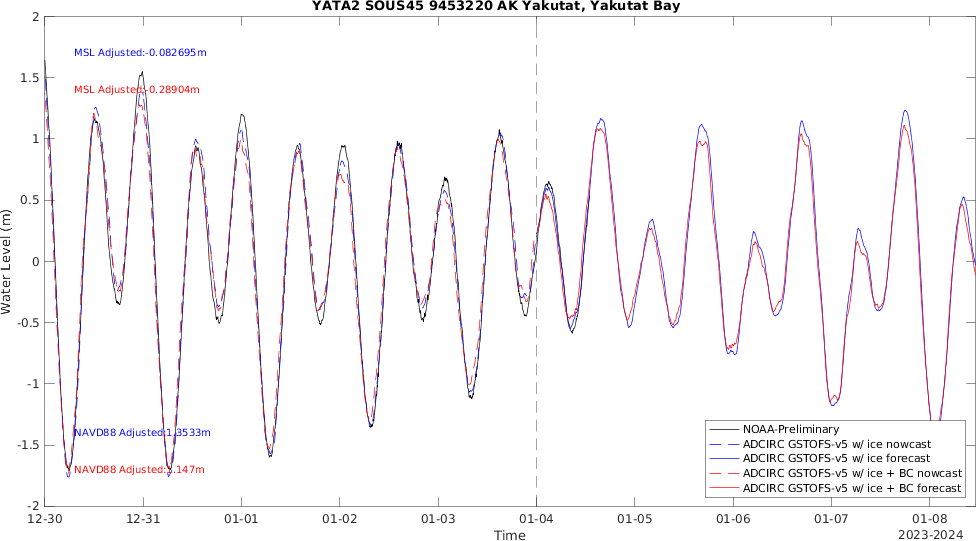 YATA2 SOUS45 9453220 AK Yakutat, Yakutat Bay
2
1.5
1
0.5
0
-0.5
-1
-1.5
-2
Water Level (m)
MSL Adjusted:-0.082695m
MSL Adjusted:-0.28904m
NAVD88 Adjusted:1.3533m
NAVD88 Adjusted:1.147m
NOAA-Preliminary
ADCIRC GSTOFS-v5 w/ ice nowcast
ADCIRC GSTOFS-v5 w/ ice forecast
ADCIRC GSTOFS-v5 w/ ice + BC nowcast
ADCIRC GSTOFS-v5 w/ ice + BC forecast
12-30 12-31 01-01 01-02 01-03 01-04 01-05 01-06 01-07 01-08
Time
2023-2024